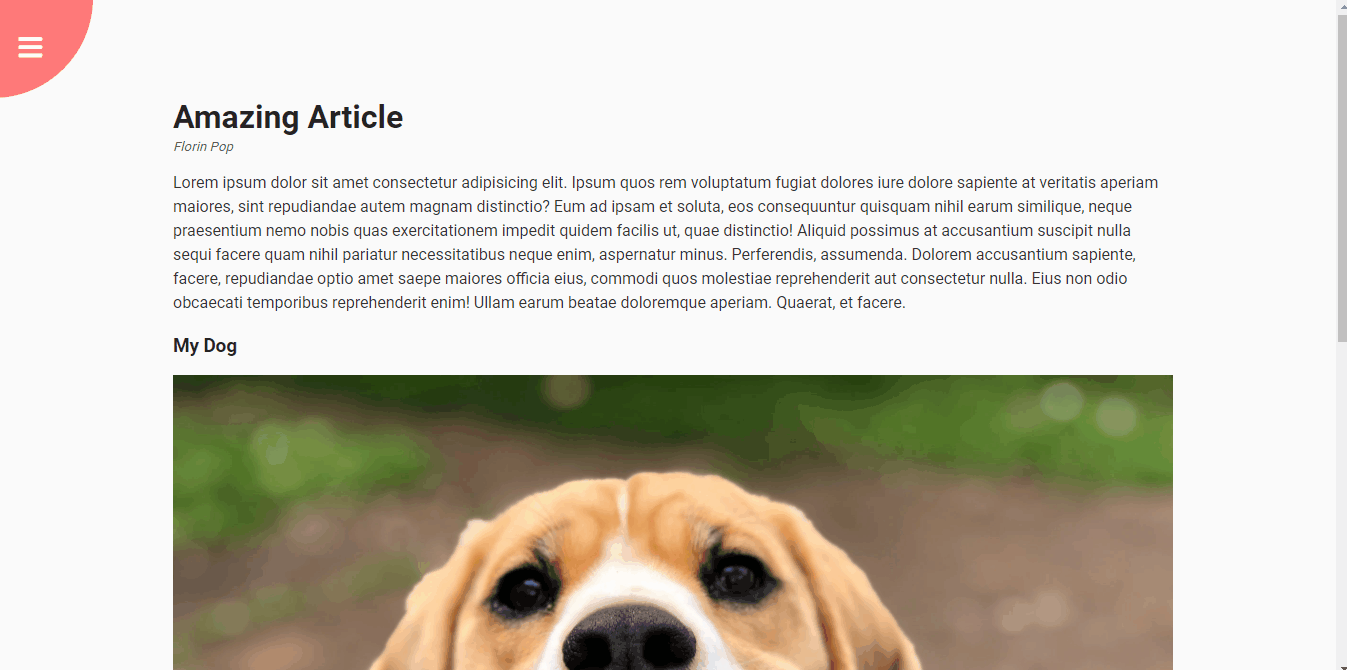 Amazing Article
Florin Pop
Lorem ipsum dolor sit amet consectetur adipisicing elit. Ipsum quos rem voluptatum fugiat dolores iure dolore sapiente at veritatis aperiam
maiores, sint repudiandae autem magnam distinctio? Eum ad ipsam et soluta, eos consequuntur quisquam nihil earum similique, neque
praesentium nemo nobis quas exercitationem impedit quidem facilis ut, quae distinctio! Aliquid possimus at accusantium suscipit nulla
sequi facere quam nihil pariatur necessitatibus neque enim, aspernatur minus. Perferendis, assumenda. Dolorem accusantium sapiente,
facere, repudiandae optio amet saepe maiores officia eius, commodi quos molestiae reprehenderit aut consectetur nulla. Eius non odio
obcaecati temporibus reprehenderit enim! Ullam earum beatae doloremque aperiam. Quaerat, et facere.
My Dog